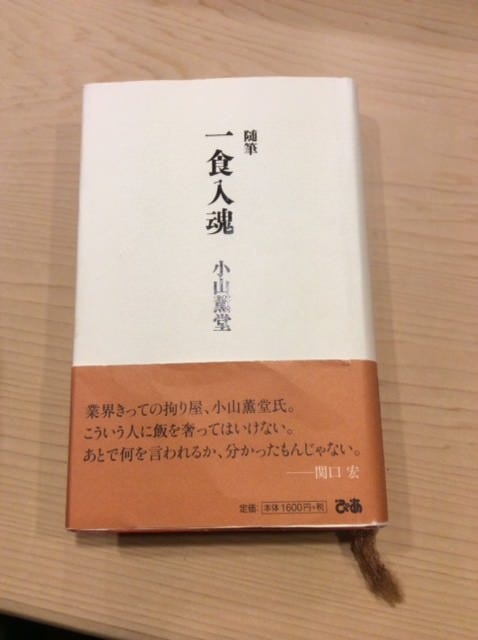 随筆
一食入魂
小山薫堂
業界きっての拘り屋、小山薫堂氏。
こういう人に飯を奢ってはいけない。
あとで何を言われるか、分かったもんじゃない。
——関口 宏
定価 本体1600円+税 ぴあ